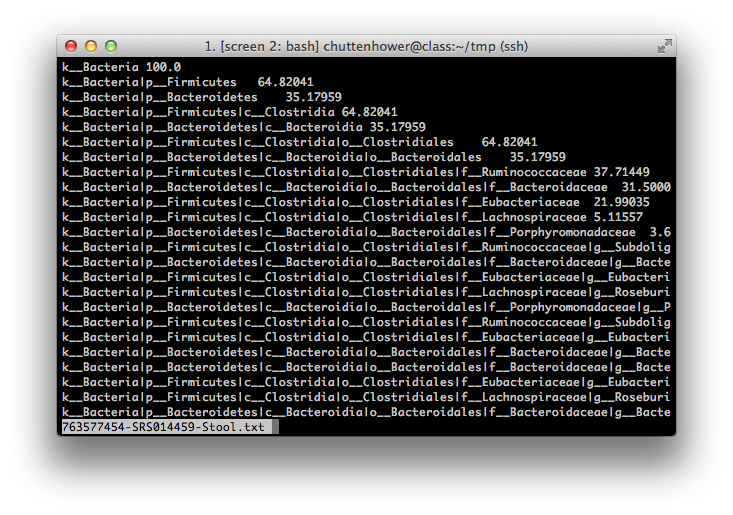 1. [screen 2: bash] chuttenhower@class:~/tmp (ssh)
k__Bacteria 100.0
k__Bacteria|p__Firmicutes   64.82041
k__Bacteria|p__Bacteroidetes    35.17959
k__Bacteria|p__Firmicutes|c__Clostridia 64.82041
k__Bacteria|p__Bacteroidetes|c__Bacteroidia 35.17959
k__Bacteria|p__Firmicutes|c__Clostridia|o__Clostridiales    64.82041
k__Bacteria|p__Bacteroidetes|c__Bacteroidia|o__Bacteroidales    35.17959
k__Bacteria|p__Firmicutes|c__Clostridia|o__Clostridiales|f__Ruminococcaceae 37.71449
k__Bacteria|p__Bacteroidetes|c__Bacteroidia|o__Bacteroidales|f__Bacteroidaceae  31.5000
k__Bacteria|p__Firmicutes|c__Clostridia|o__Clostridiales|f__Eubacteriaceae  21.99035
k__Bacteria|p__Firmicutes|c__Clostridia|o__Clostridiales|f__Lachnospiraceae 5.11557
k__Bacteria|p__Bacteroidetes|c__Bacteroidia|o__Bacteroidales|f__Porphyromonadaceae  3.6
k__Bacteria|p__Firmicutes|c__Clostridia|o__Clostridiales|f__Ruminococcaceae|g__Subdolig
k__Bacteria|p__Bacteroidetes|c__Bacteroidia|o__Bacteroidales|f__Bacteroidaceae|g__Bacte
k__Bacteria|p__Firmicutes|c__Clostridia|o__Clostridiales|f__Eubacteriaceae|g__Eubacteri
k__Bacteria|p__Firmicutes|c__Clostridia|o__Clostridiales|f__Lachnospiraceae|g__Roseburi
k__Bacteria|p__Bacteroidetes|c__Bacteroidia|o__Bacteroidales|f__Porphyromonadaceae|g__P
k__Bacteria|p__Firmicutes|c__Clostridia|o__Clostridiales|f__Ruminococcaceae|g__Subdolig
k__Bacteria|p__Firmicutes|c__Clostridia|o__Clostridiales|f__Eubacteriaceae|g__Eubacteri
k__Bacteria|p__Bacteroidetes|c__Bacteroidia|o__Bacteroidales|f__Bacteroidaceae|g__Bacte
k__Bacteria|p__Bacteroidetes|c__Bacteroidia|o__Bacteroidales|f__Bacteroidaceae|g__Bacte
k__Bacteria|p__Firmicutes|c__Clostridia|o__Clostridiales|f__Eubacteriaceae|g__Eubacteri
k__Bacteria|p__Firmicutes|c__Clostridia|o__Clostridiales|f__Lachnospiraceae|g__Roseburi
k__Bacteria|p__Bacteroidetes|c__Bacteroidia|o__Bacteroidales|f__Bacteroidaceae|g__Bacte
763577454-SRS014459-Stool.txt